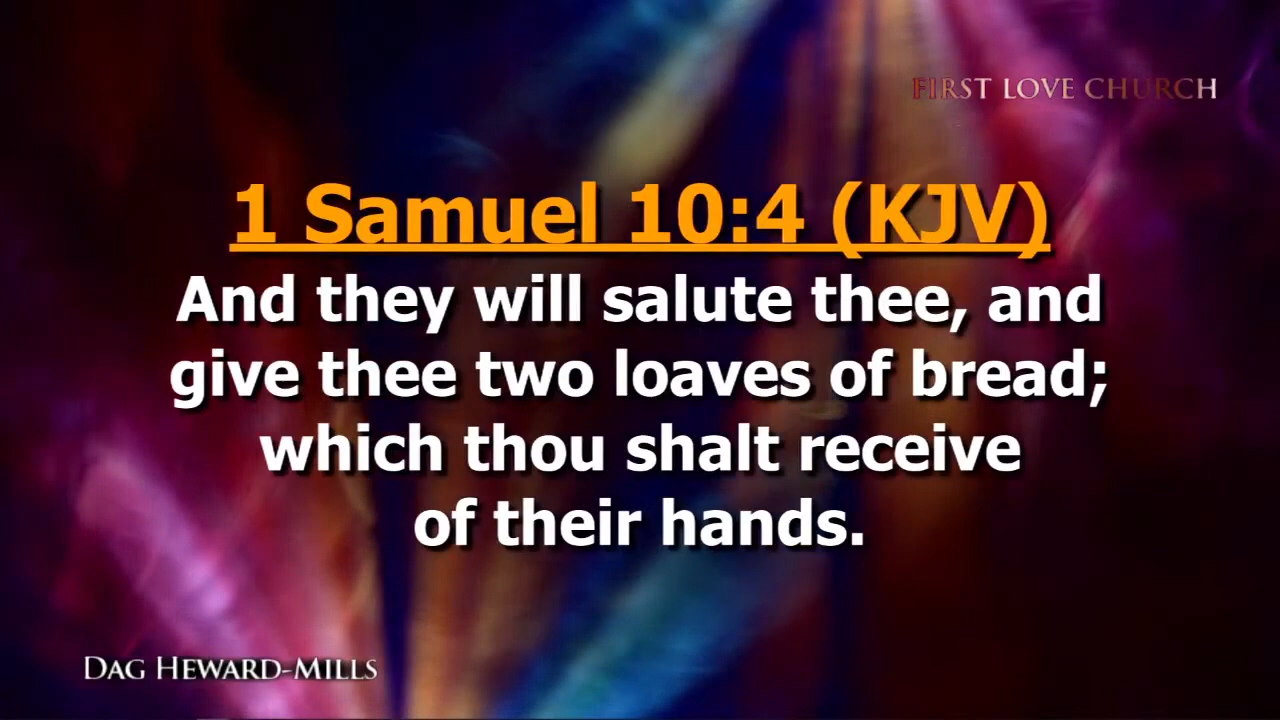 FIRST LOVE CHURCH
1 Samuel 10:4 (KJV)
And they will salute thee, and
give thee two loaves of bread;
which thou shalt receive
of their hands.
DAG HEWARD-MILLS